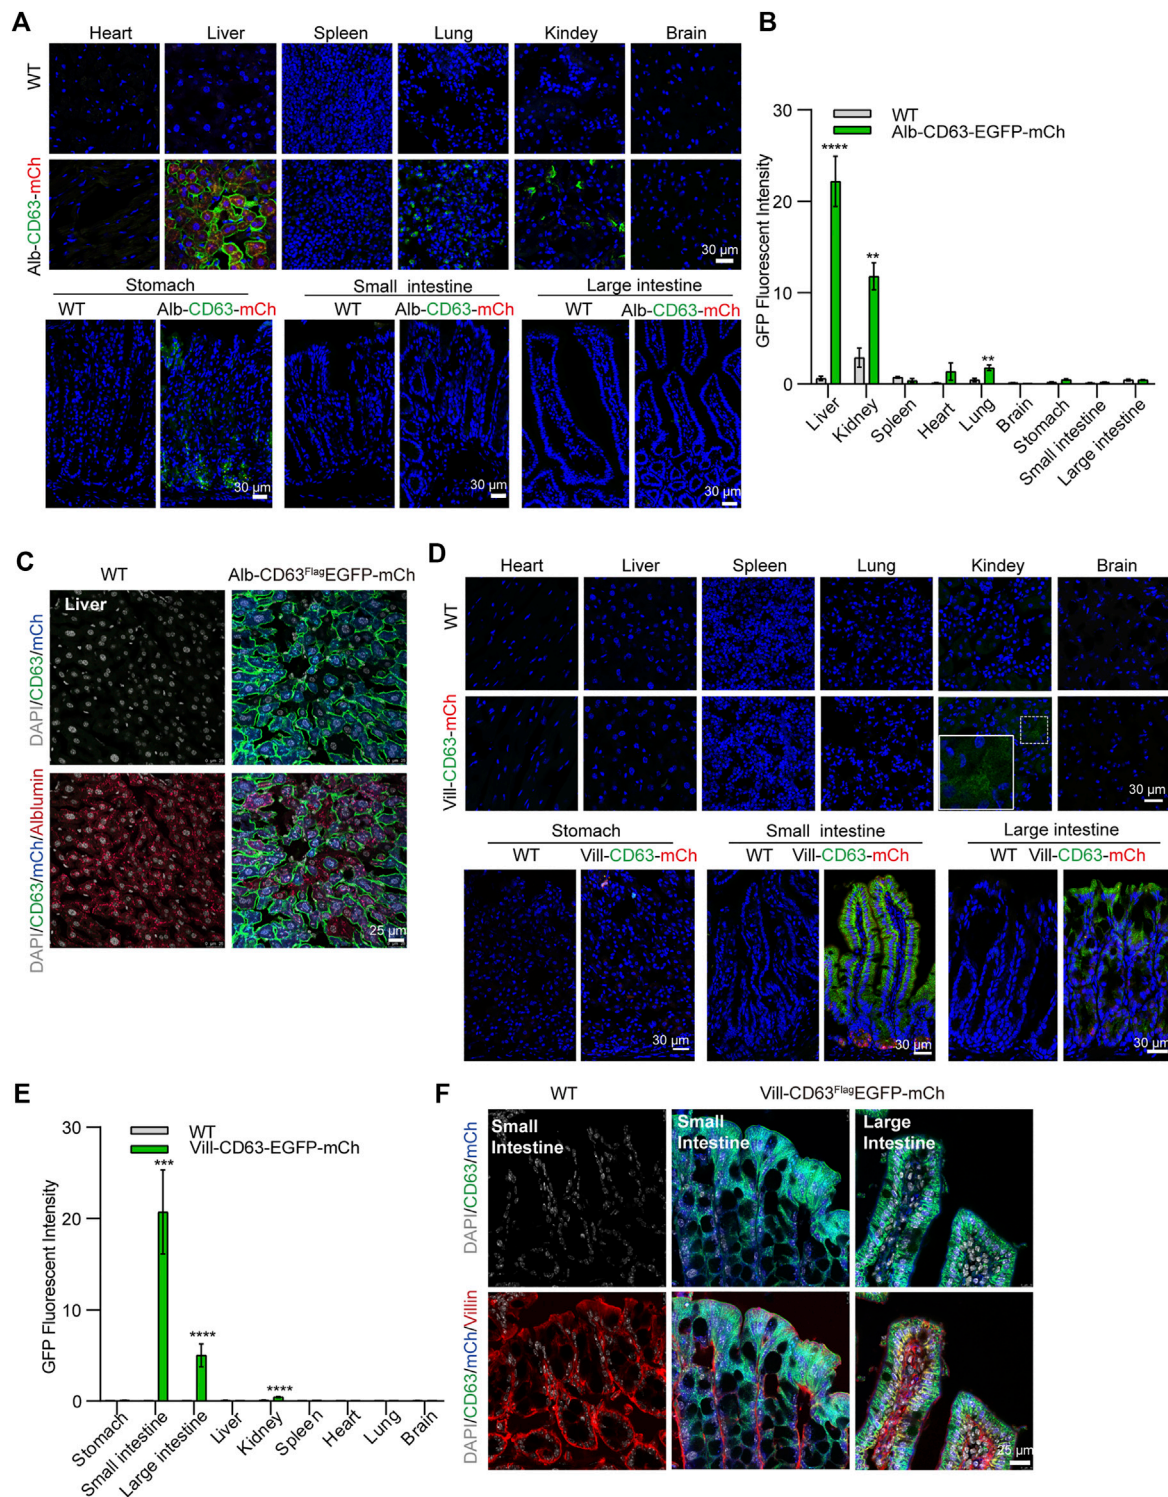 A
Heart Liver Spleen Lung Kindey Brain
WT
Alb-CD63-mCh
30 µm
Stomach Small intestine Large intestine
WT Alb-CD63-mCh WT Alb-CD63-mCh WT Alb-CD63-mCh
30 µm 30 µm 30 µm
B
WT
Alb-CD63-EGFP-mCh
GFP Fluorescent Intensity
30
20
10
0
**** ** **
Liver Kidney Spleen Heart Lung Brain Stomach Small intestine Large intestine
C
WT Alb-CD63FlagEGFP-mCh
Liver
DAPI/CD63/mCh
DAPI/CD63/mCh/Alblumin
25 µm
D
Heart Liver Spleen Lung Kindey Brain
WT
Vill-CD63-mCh
30 µm
Stomach Small intestine Large intestine
WT Vill-CD63-mCh WT Vill-CD63-mCh WT Vill-CD63-mCh
30 µm 30 µm 30 µm
E
WT
Vill-CD63-EGFP-mCh
GFP Fluorescent Intensity
30
20
10
0
*** **** ****
Stomach Small intestine Large intestine Liver Kidney Spleen Heart Lung Brain
F
WT Vill-CD63FlagEGFP-mCh
Small Intestine
Small Intestine
Large Intestine
DAPI/CD63/mCh
DAPI/CD63/mCh/Villin
25 µm